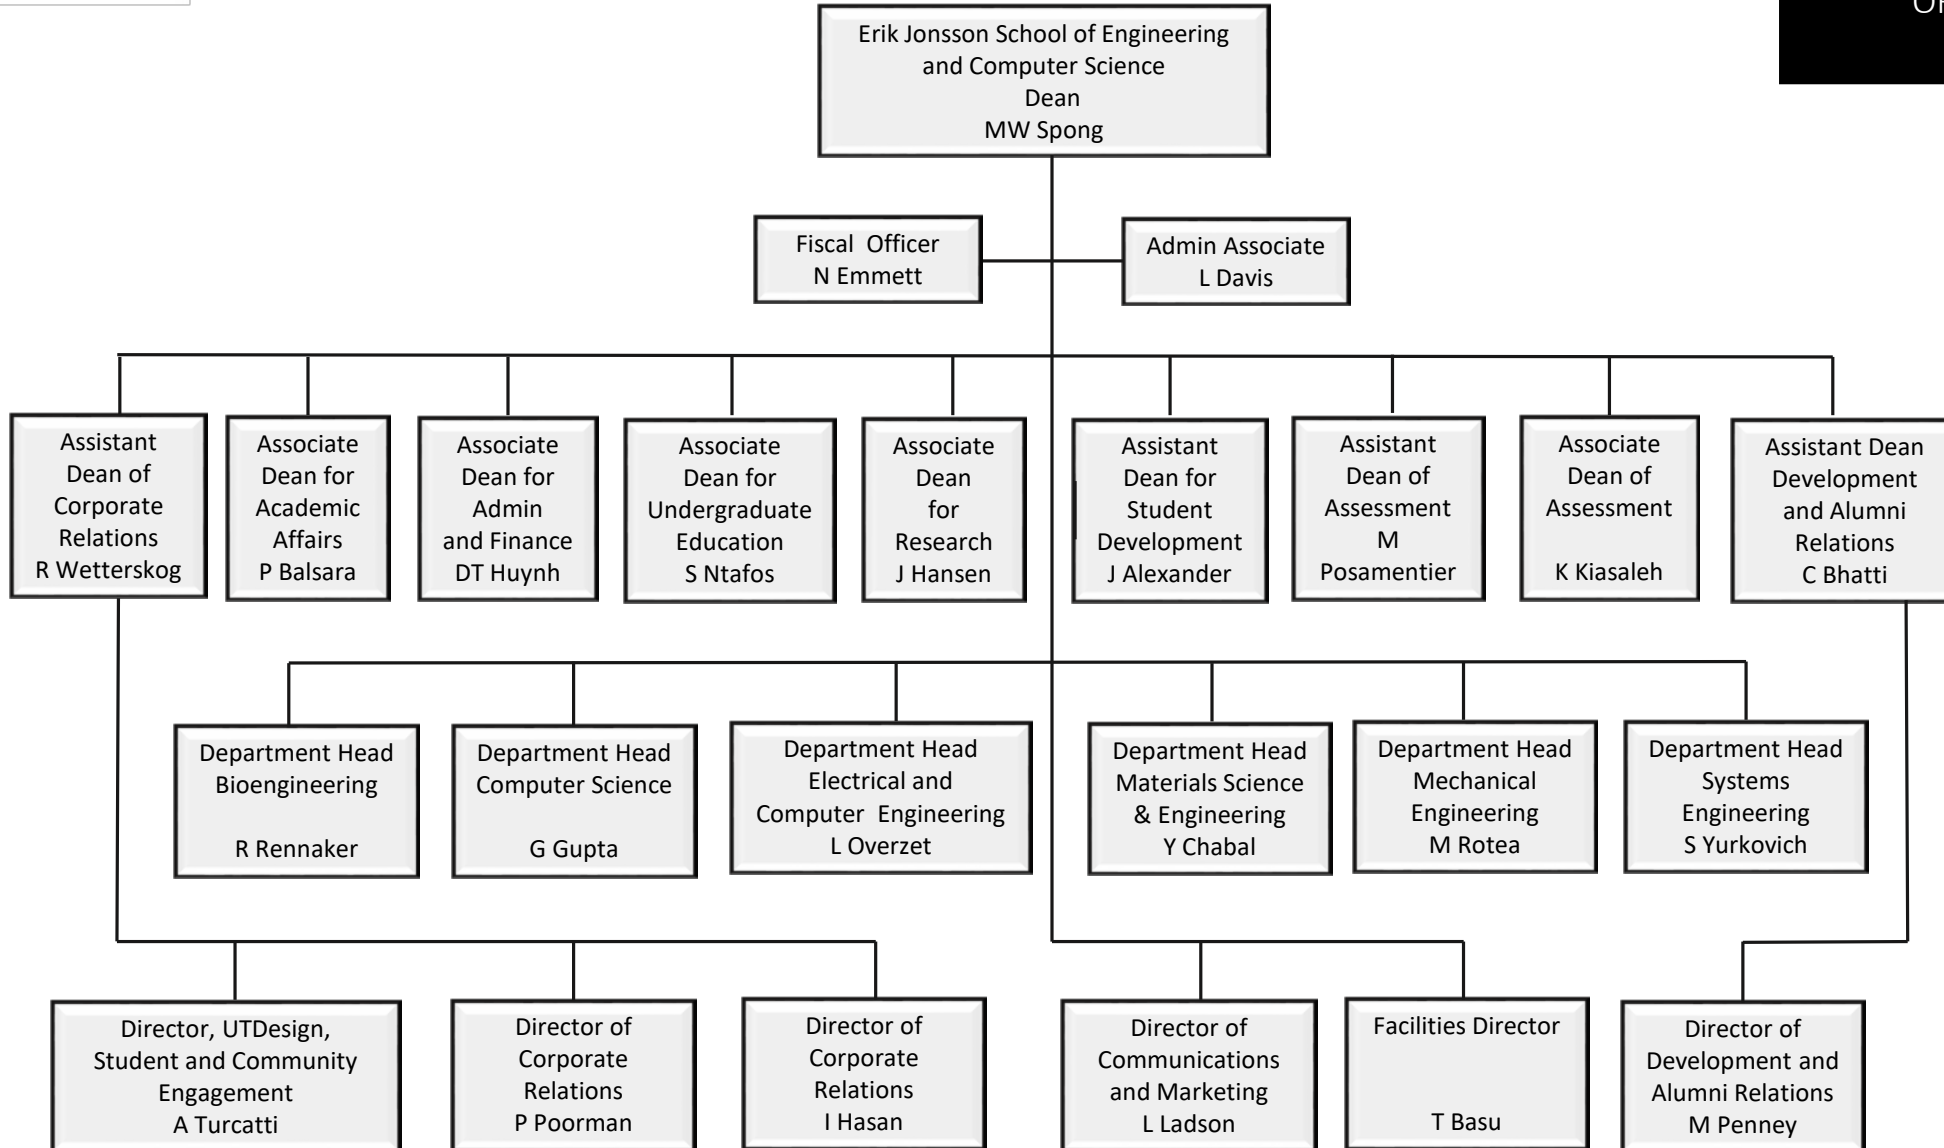 OR
Erik Jonsson School of Engineering
and Computer Science
Dean
MW Spong
Fiscal Officer
N Emmett
Admin Associate
L Davis
Assistant
Dean of
Corporate
Relations
R Wetterskog
Associate
Dean for
Academic
Affairs
P Balsara
Associate
Dean for
Admin
and Finance
DT Huynh
Associate
Dean for
Undergraduate
Education
S Ntafos
Associate
Dean
for
Research
J Hansen
Assistant
Dean for
Student
Development
J Alexander
Assistant
Dean of
Assessment
M
Posamentier
Associate
Dean of
Assessment
K Kiasaleh
Assistant Dean
Development
and Alumni
Relations
C Bhatti
Department Head
Bioengineering
R Rennaker
Department Head
Computer Science
G Gupta
Department Head
Electrical and
Computer Engineering
L Overzet
Department Head
Materials Science
& Engineering
Y Chabal
Department Head
Mechanical
Engineering
M Rotea
Department Head
Systems
Engineering
S Yurkovich
Director, UTDesign,
Student and Community
Engagement
A Turcatti
Director of
Corporate
Relations
P Poorman
Director of
Corporate
Relations
I Hasan
Director of
Communications
and Marketing
L Ladson
Facilities Director
T Basu
Director of
Development and
Alumni Relations
M Penney